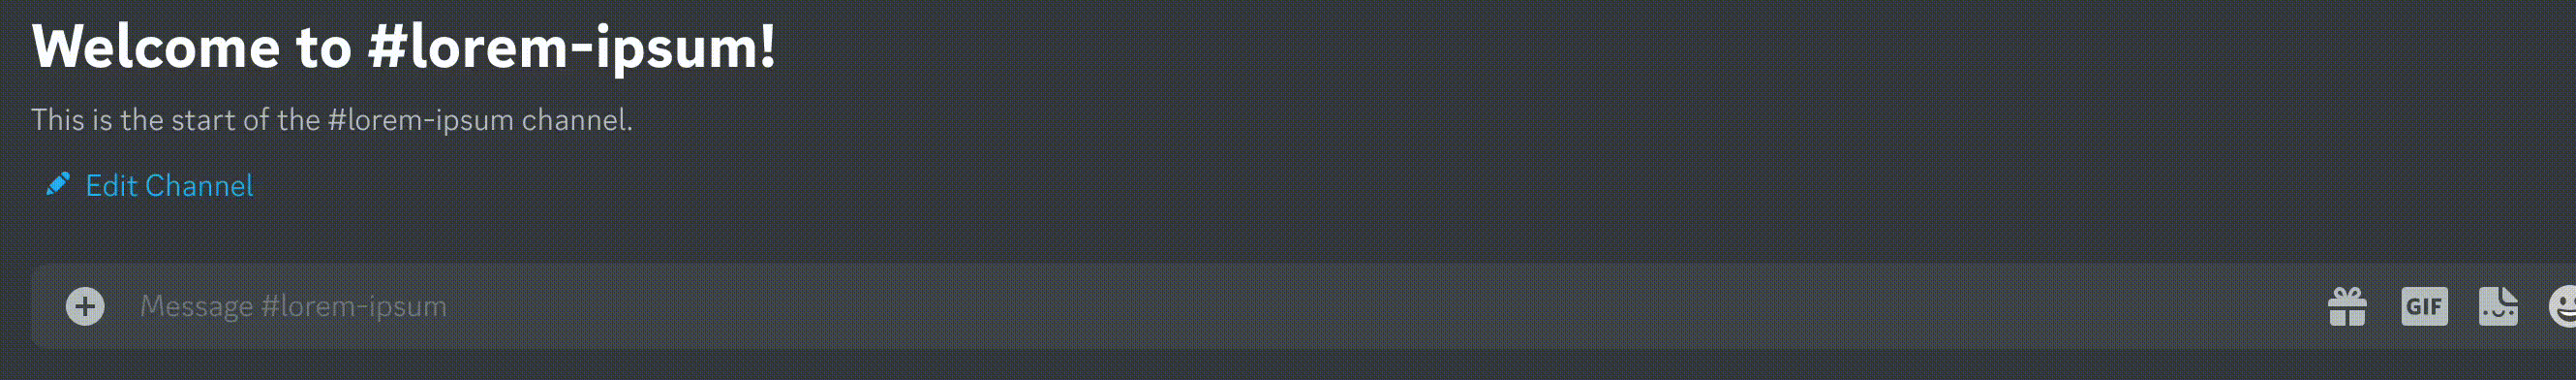 Welcome to #lorem-ipsum!
This is the start of the #lorem-ipsum channel.
Edit Channel
Message #lorem-ipsum
GIF